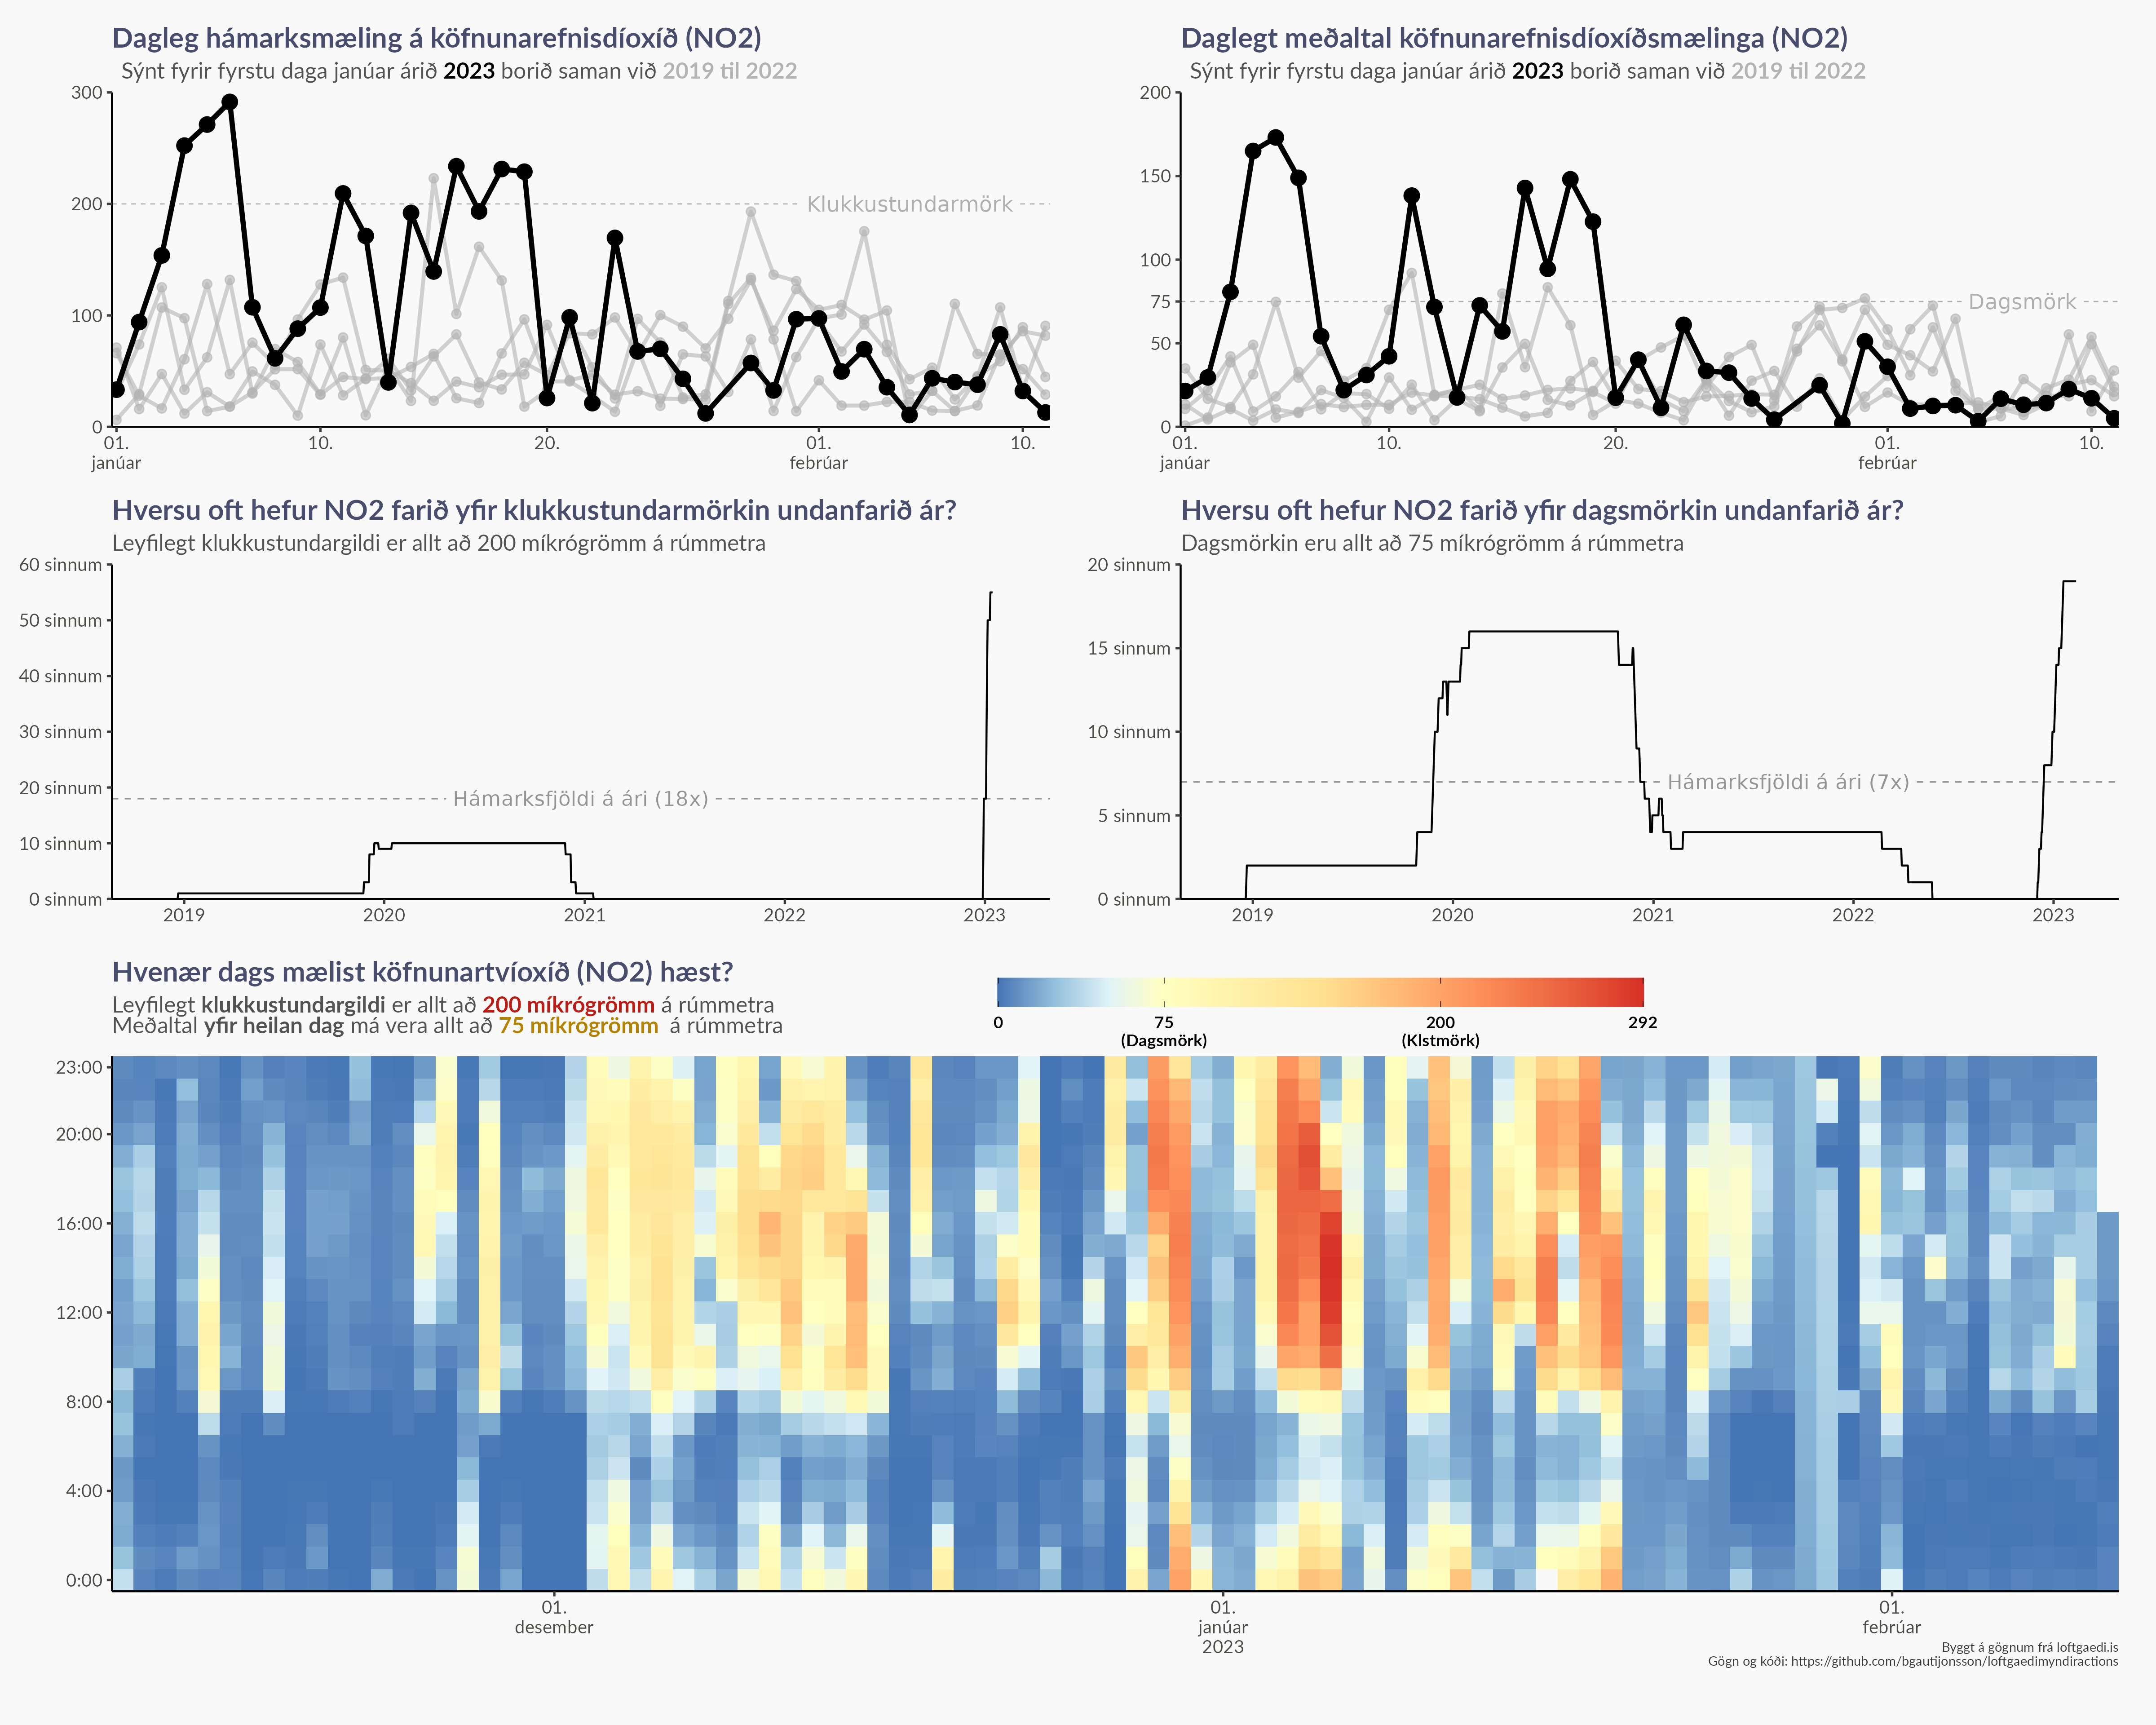 Dagleg hámarksmæling á köfnunarefnisdíoxíð (NO2)
Sýnt fyrir fyrstu daga janúar árið 2023 borið saman við 2019 til 2022
300
200
100
0
Klukkustundarmörk
01.
janúar
10.
20.
01.
febrúar
10.
Daglegt meðaltal köfnunarefnisdíoxíðsmælinga (NO2)
Sýnt fyrir fyrstu daga janúar árið 2023 borið saman við 2019 til 2022
200
150
100
75
50
0
Dagsmörk
01.
janúar
10.
20.
01.
febrúar
10.
Hversu oft hefur NO2 farið yfir klukkustundarmörkin undanfarið ár?
Leyfilegt klukkustundargildi er allt að 200 míkrógrömm á rúmmetra
60 sinnum
50 sinnum
40 sinnum
30 sinnum
20 sinnum
10 sinnum
0 sinnum
Hámarksfjöldi á ári (18x)
2019
2020
2021
2022
2023
Hversu oft hefur NO2 farið yfir dagsmörkin undanfarið ár?
Dagsmörkin eru allt að 75 míkrógrömm á rúmmetra
20 sinnum
15 sinnum
10 sinnum
5 sinnum
0 sinnum
Hámarksfjöldi á ári (7x)
2019
2020
2021
2022
2023
Hvenær dags mælist köfnunartvíoxíð (NO2) hæst?
Leyfilegt klukkustundargildi er allt að 200 míkrógrömm á rúmmetra
Meðaltal yfir heilan dag má vera allt að 75 míkrógrömm á rúmmetra
0
75
(Dagsmörk)
200
(Klstmörk)
292
23:00
20:00
16:00
12:00
8:00
4:00
0:00
01.
desember
01.
janúar
2023
01.
febrúar
Byggt á gögnum frá loftgaedi.is
Gögn og kóði: https://github.com/bgautijonsson/loftgaedimyndiractions